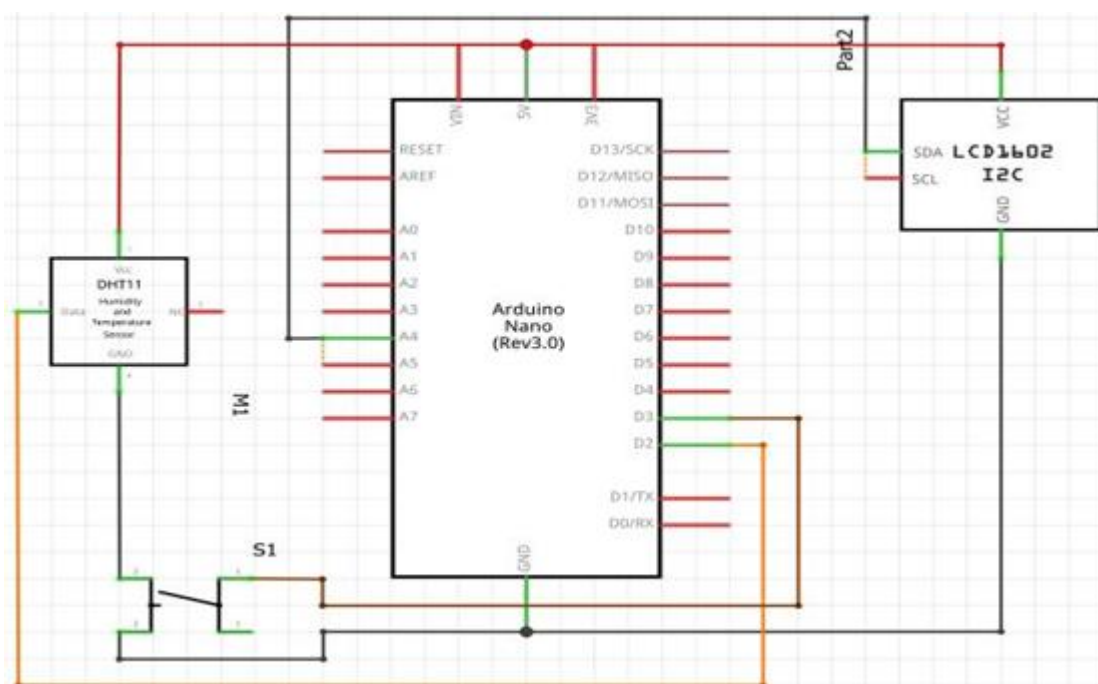 Part2
VIN
5V
3V3
VCC
RESET
AREF
D13/SCK
D12/MISO
D11/MOSI
SDA
LCD1602
I2C
SCL
GND
A0
A1
A2
A3
A4
A5
A6
A7
Arduino
Nano
(Rev3.0)
D10
D9
D8
D7
D6
D5
D4
D3
D2
D1/TX
D0/RX
GND
Vcc
DHT11
Humidity
and
Temperature
Sensor
Data
NC
GND
M1
S1